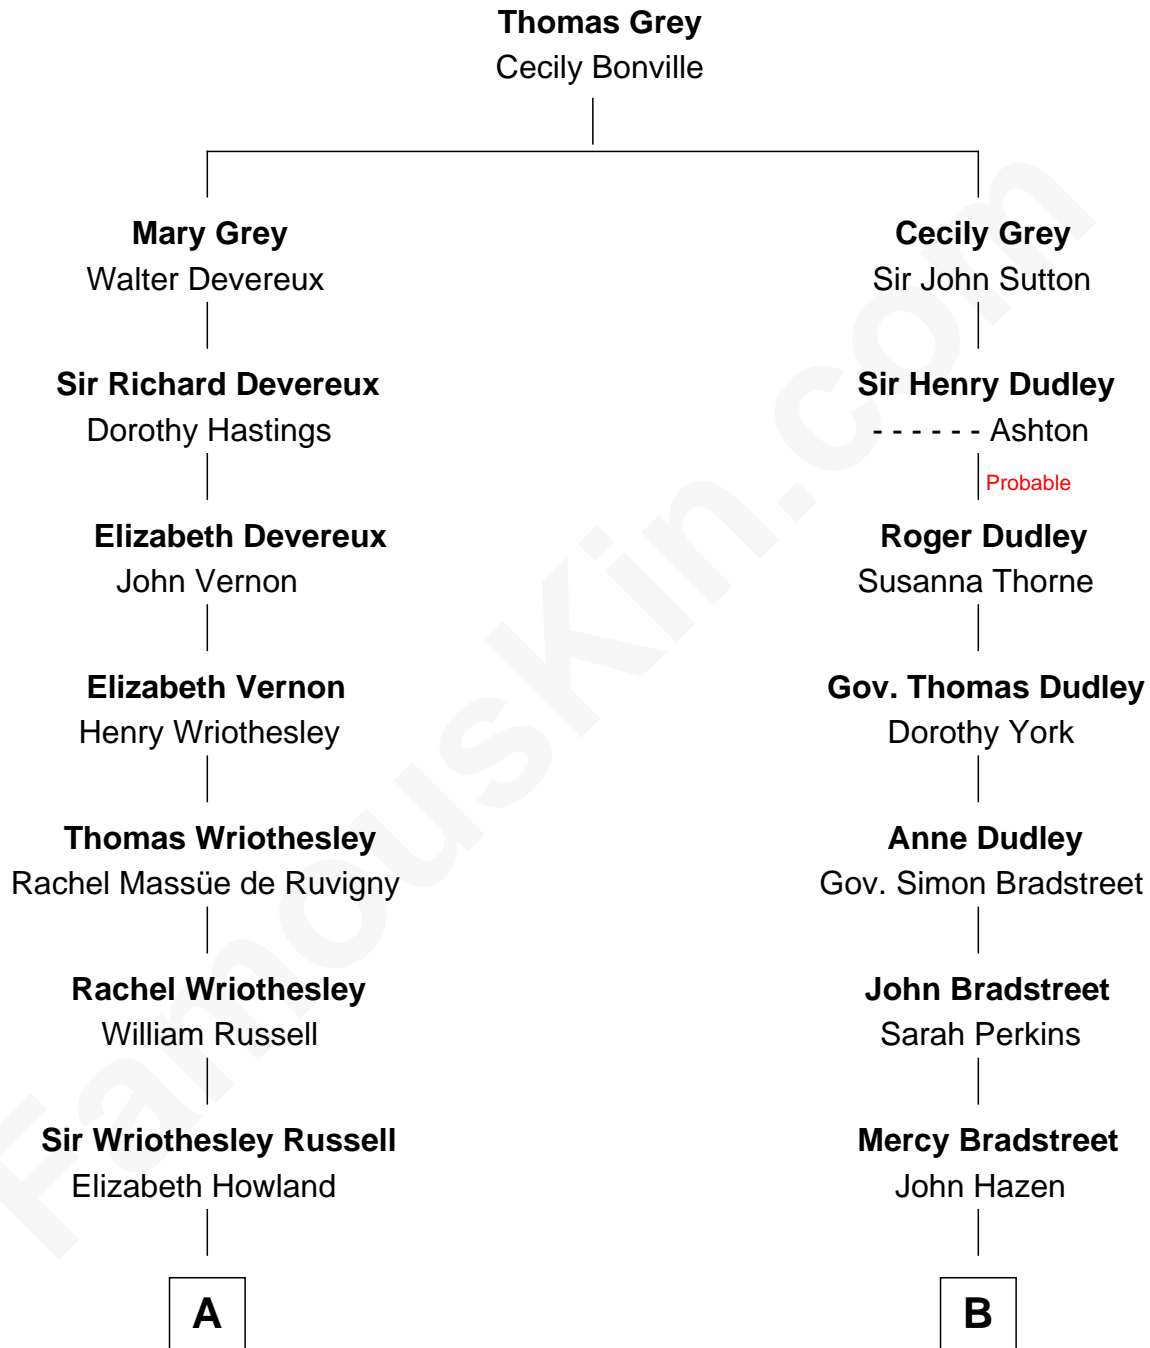 Thomas Grey
Cecily Bonville
Mary Grey
Walter Devereux
Cecily Grey
Sir John Sutton
Sir Richard Devereux
Dorothy Hastings
Sir Henry Dudley
- - - - - - Ashton
Probable
Elizabeth Devereux
John Vernon
Roger Dudley
Susanna Thorne
Elizabeth Vernon
Henry Wriothesley
Gov. Thomas Dudley
Dorothy York
Thomas Wriothesley
Rachel Massüe de Ruvigny
Anne Dudley
Gov. Simon Bradstreet
Rachel Wriothesley
William Russell
John Bradstreet
Sarah Perkins
Sir Wriothesley Russell
Elizabeth Howland
Mercy Bradstreet
John Hazen
A
B
FamousKin.com